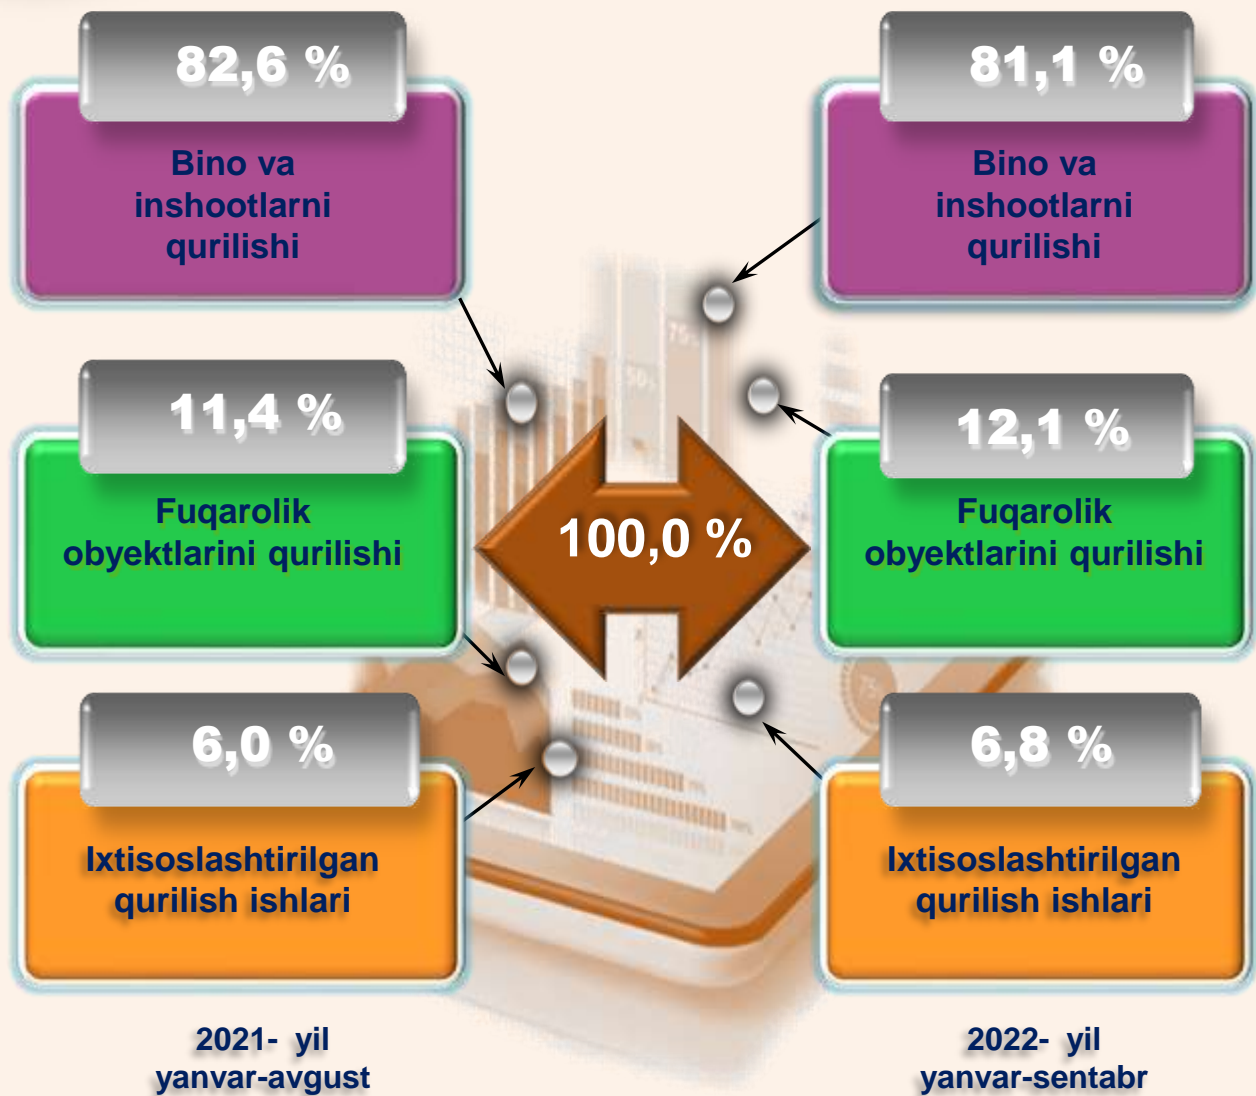 82,6 %
Bino va
inshootlarni
qurilishi
11,4 %
Fuqarolik
obyektlarini qurilishi
6,0 %
Ixtisoslashtirilgan
qurilish ishlari
2021- yil
yanvar-avgust
100,0 %
81,1 %
Bino va
inshootlarni
qurilishi
12,1 %
Fuqarolik
obyektlarini qurilishi
6,8 %
Ixtisoslashtirilgan
qurilish ishlari
2022- yil
yanvar-sentabr